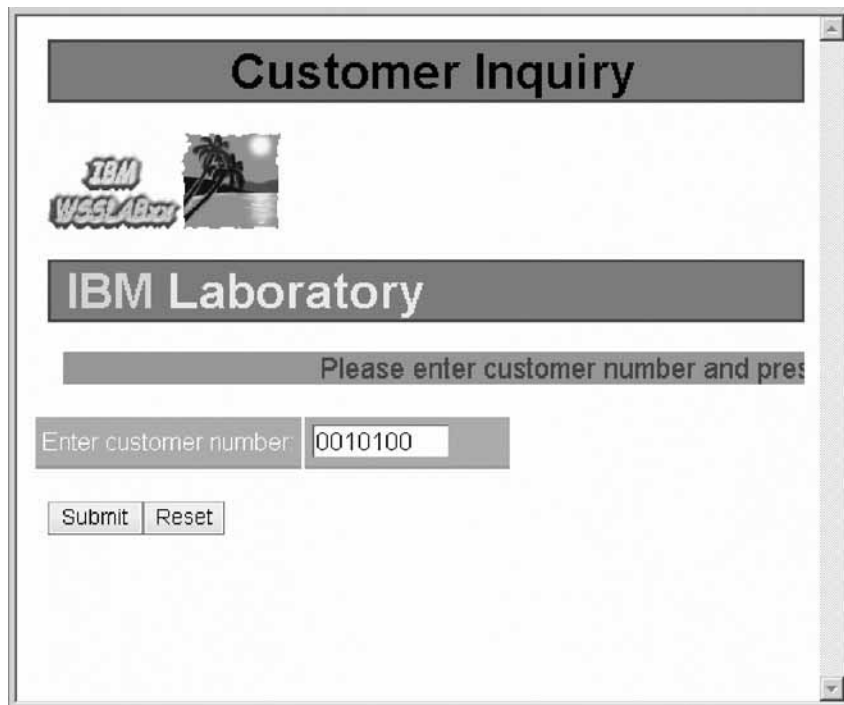 Customer Inquiry
IBM
WSSLABxx
IBM Laboratory
Please enter customer number and pres
Enter customer number: 0010100
Submit Reset